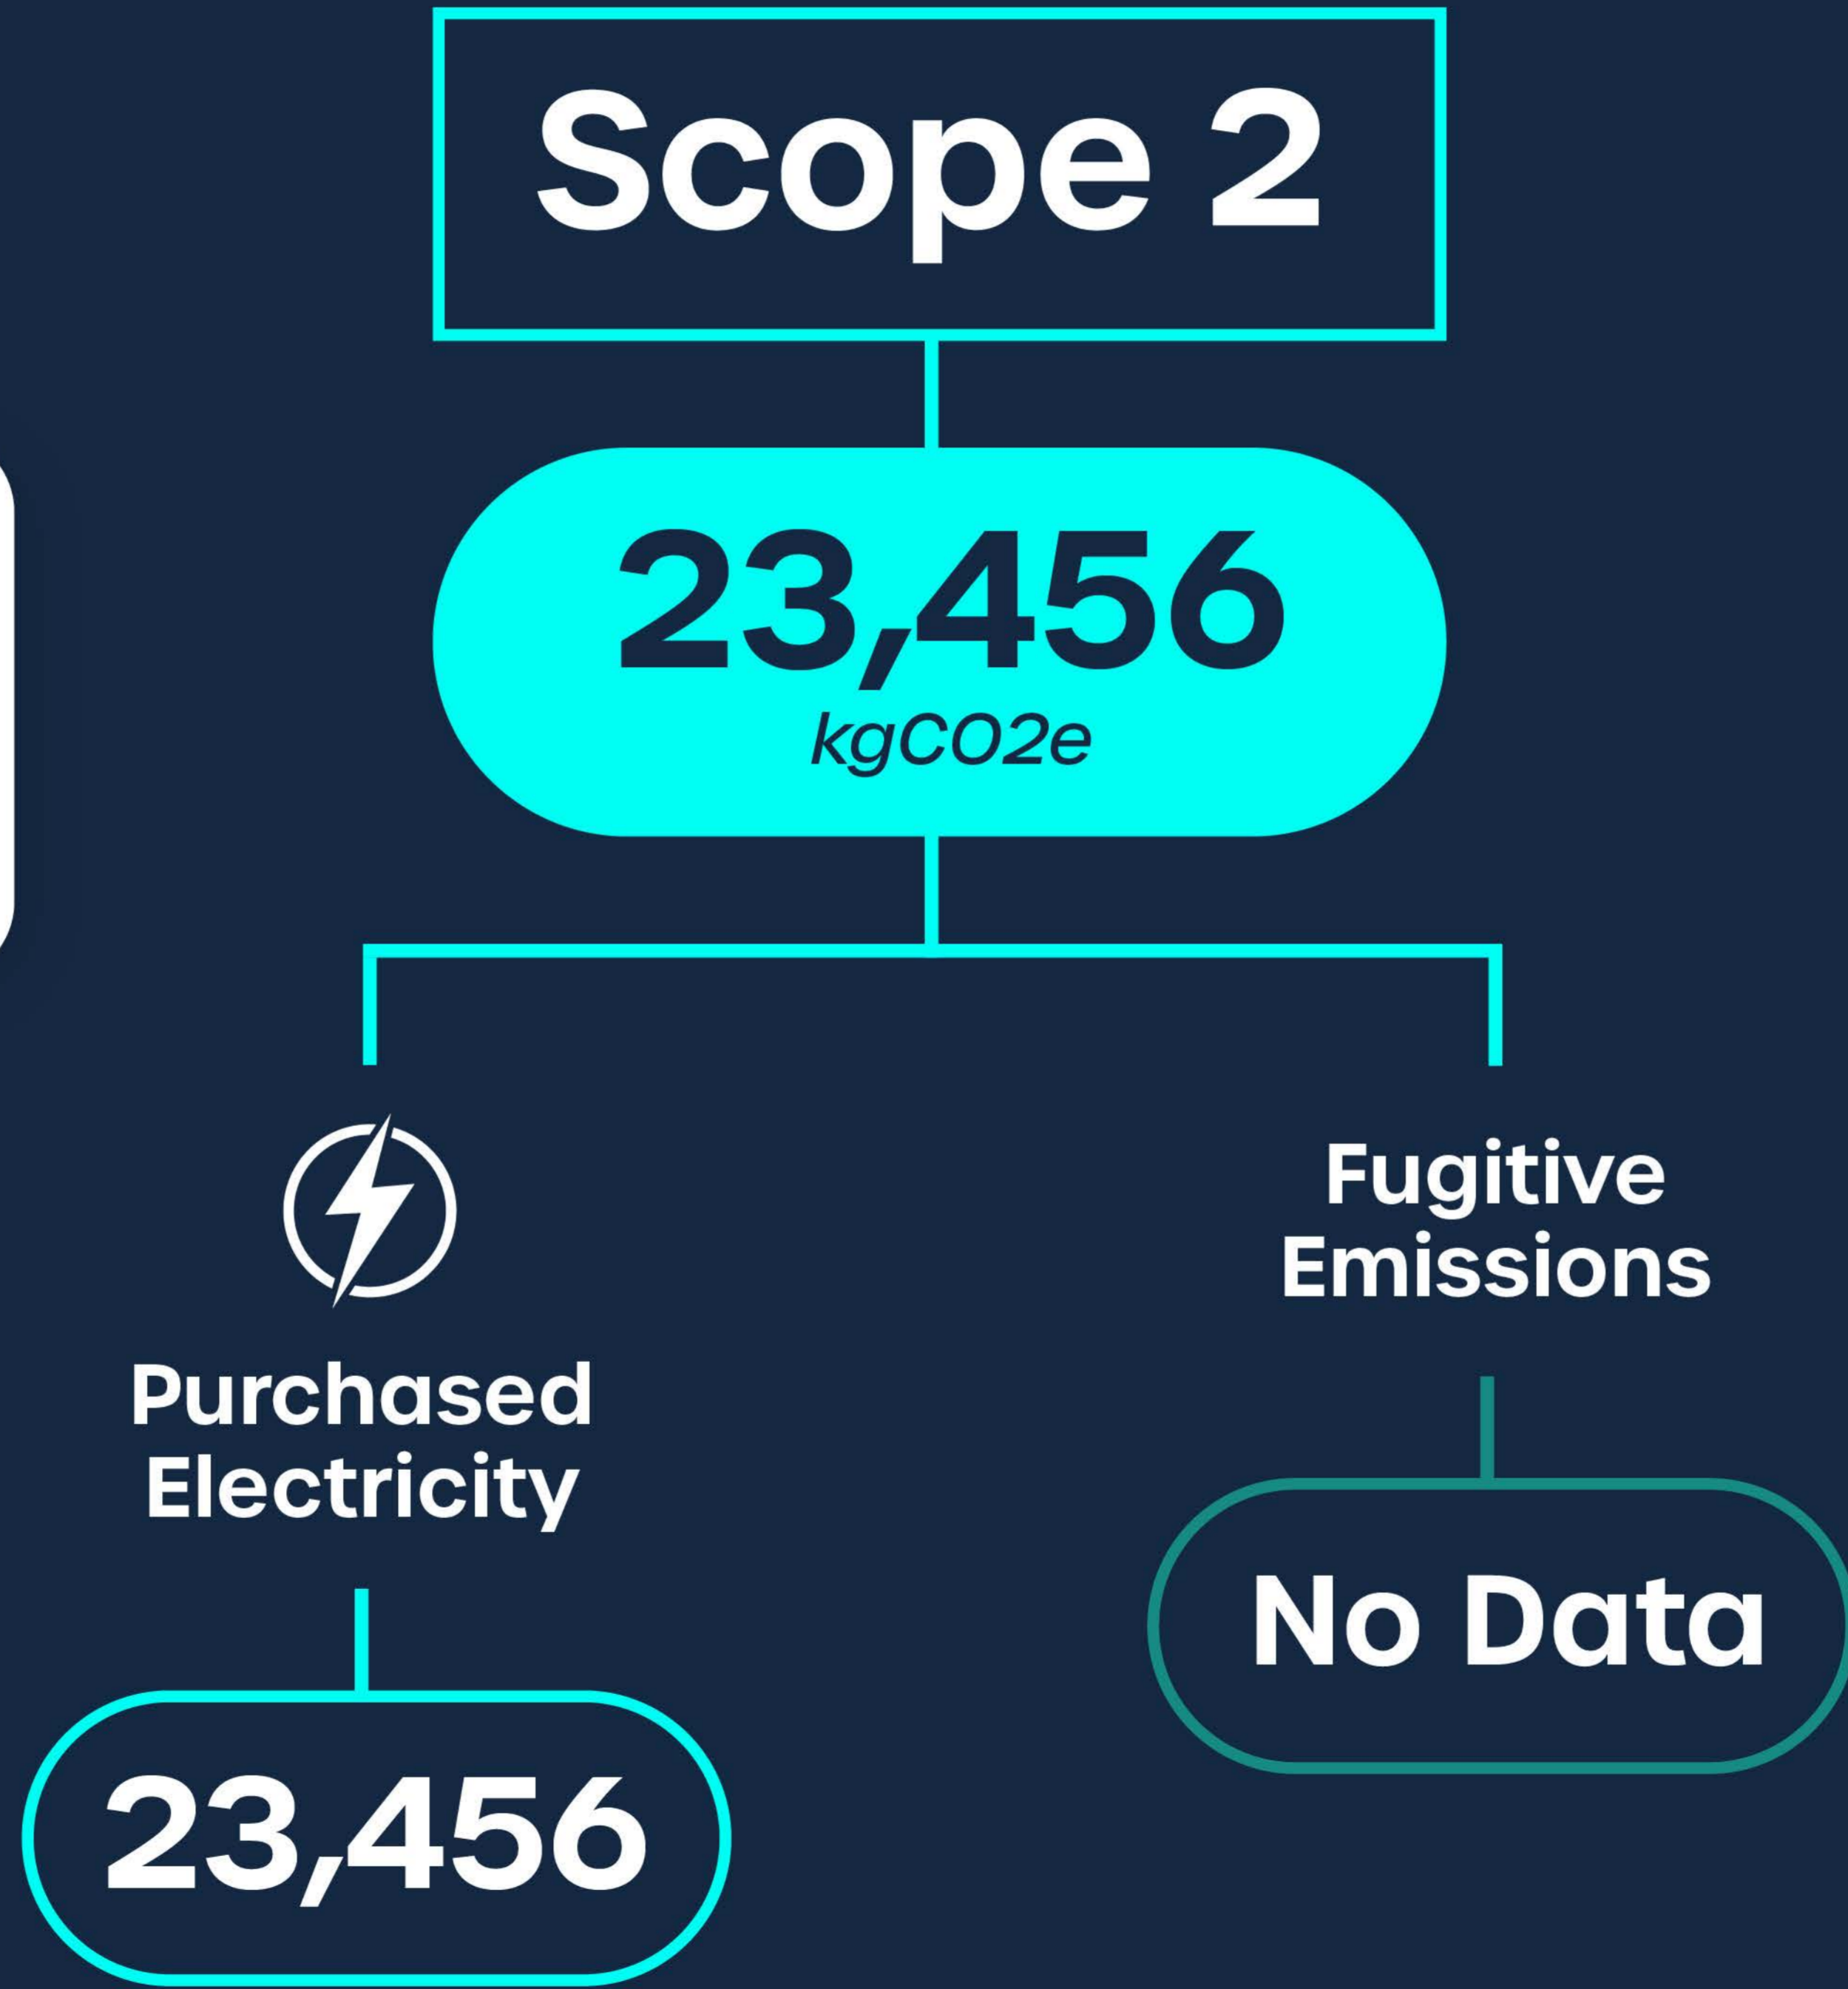 Scope 2
23,456
kgCO2e
Purchased
Electricity
23,456
Fugitive
Emissions
No Data